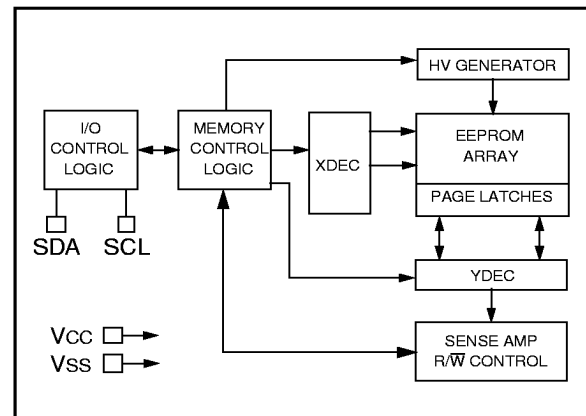 HV GENERATOR
I/O
CONTROL
LOGIC
MEMORY
CONTROL
LOGIC
XDEC
EEPROM
ARRAY
PAGE LATCHES
SDA
SCL
YDEC
VCC
VSS
SENSE AMP
R/W̅ CONTROL